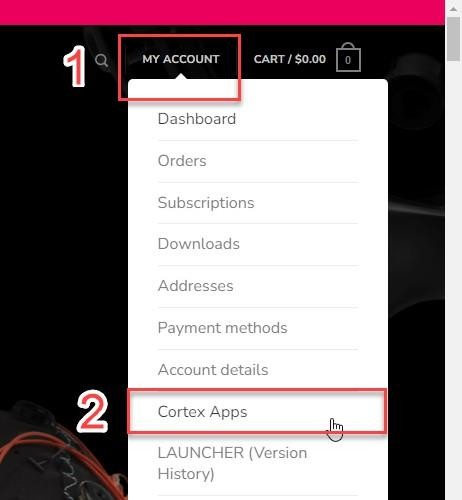 1
MY ACCOUNT
CART / $0.00
0
Dashboard
Orders
Subscriptions
Downloads
Addresses
Payment methods
Account details
2
Cortex Apps
LAUNCHER (Version
History)